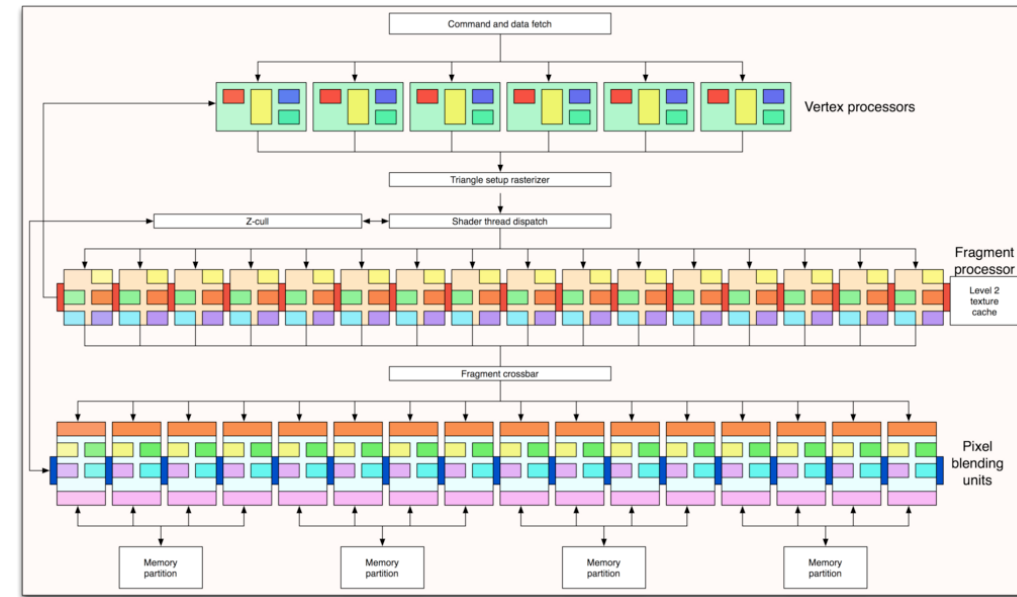 Command and data fetch
Vertex processors
Triangle setup rasterizer
Z-cull
Shader thread dispatch
Fragment
processor
Level 2
texture
cache
Fragment crossbar
Pixel
blending
units
Memory
partition
Memory
partition
Memory
partition
Memory
partition